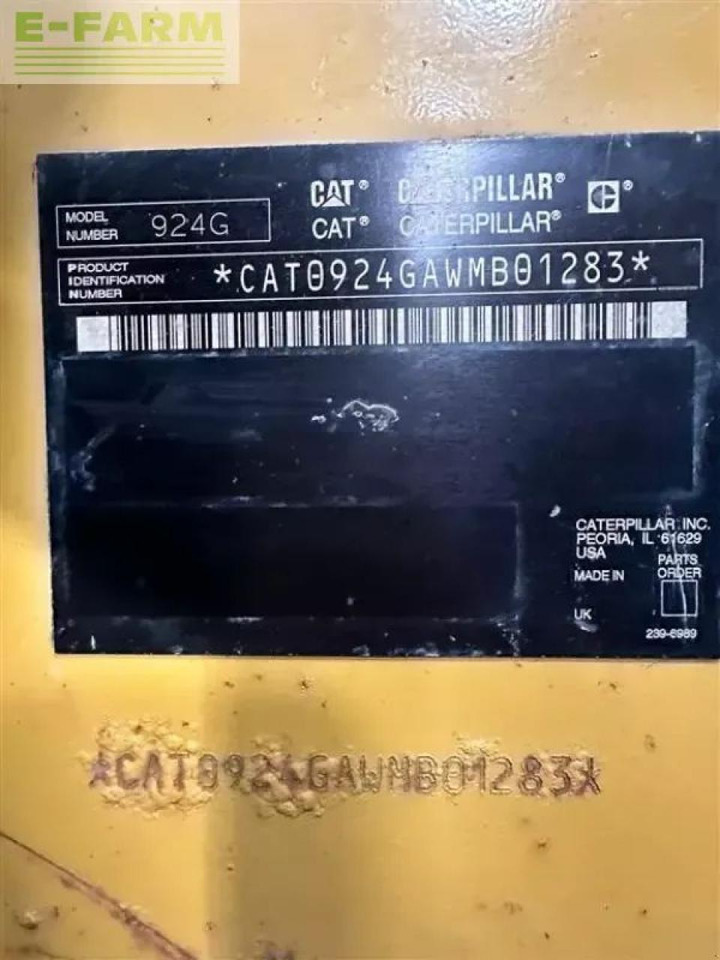 E-FARM
CAT® CATERPILLAR® ®
MODEL
NUMBER
924G
CAT® CATERPILLAR®
PRODUCT
IDENTIFICATION
NUMBER
*CAT0924GAWMB01283*
CATERPILLAR INC.
PEORIA, IL 61629
USA
MADE IN
PARTS
ORDER
UK
239-6989
*CAT0924GAWMB01283*